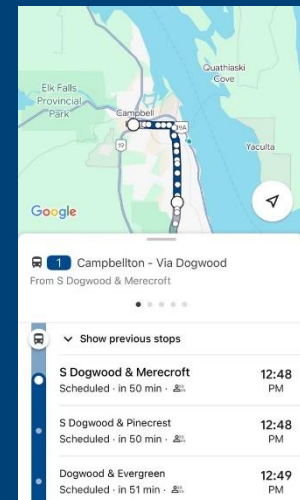 Quathiaski
Cove
Elk Falls
Provincial
Park
Campbell
19A
19
Yaculta
Google
1 Campbellton - Via Dogwood
From S Dogwood & Merecroft
Show previous stops
S Dogwood & Merecroft 12:48
Scheduled · in 50 min · PM
S Dogwood & Pinecrest 12:48
Scheduled · in 50 min · PM
Dogwood & Evergreen 12:49
Scheduled · in 51 min · PM